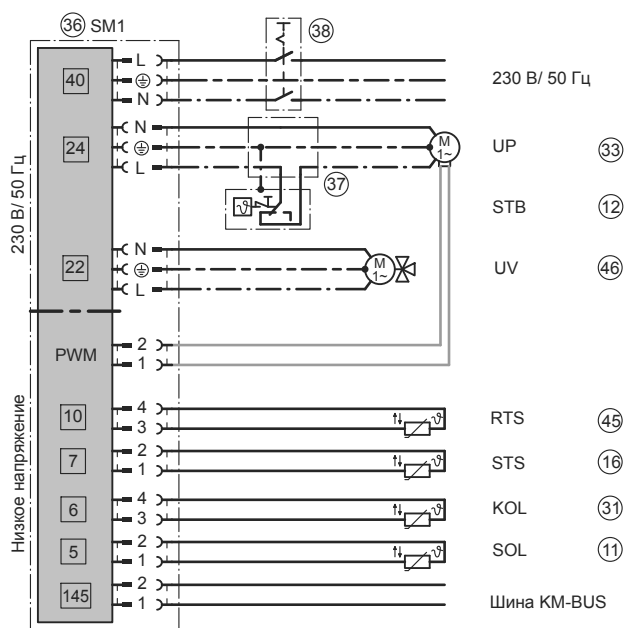 36 SM1
38
40
L
N
230 В/ 50 Гц
24
N
L
M
1~
UP 33
37
ϑ
STB 12
22
N
L
M
1~
UV 46
230 В/ 50 Гц
PWM
2
1
Низкое напряжение
10
4
3
ϑ
RTS 45
7
2
1
ϑ
STS 16
6
4
3
ϑ
KOL 31
5
2
1
ϑ
SOL 11
145
2
1
Шина KM-BUS